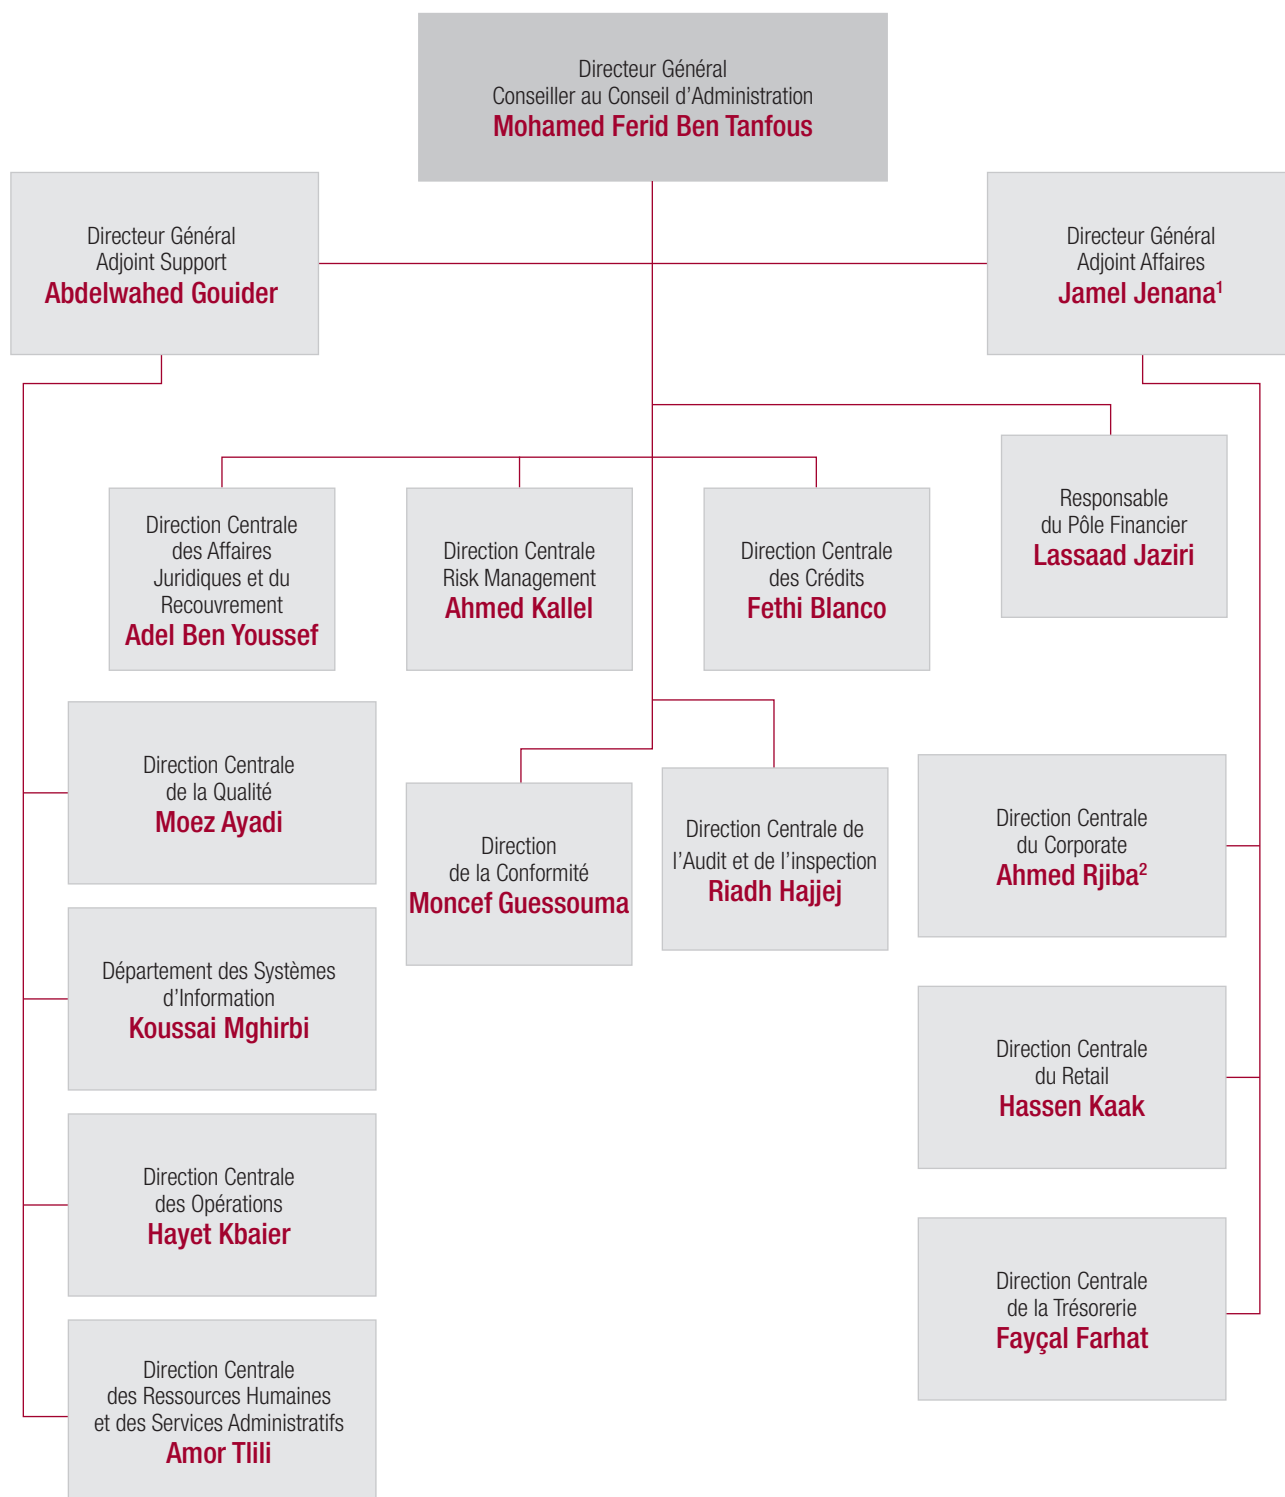 Directeur Général
Conseiller au Conseil d’Administration
Mohamed Ferid Ben Tanfous
Directeur Général
Adjoint Support
Abdelwahed Gouider
Directeur Général
Adjoint Affaires
Jamel Jenana¹
Responsable
du Pôle Financier
Lassaad Jaziri
Direction Centrale
des Affaires
Juridiques et du
Recouvrement
Adel Ben Youssef
Direction Centrale
Risk Management
Ahmed Kallel
Direction Centrale
des Crédits
Fethi Blanco
Direction Centrale
de la Qualité
Moez Ayadi
Direction
de la Conformité
Moncef Guessouma
Direction Centrale de
l’Audit et de l’inspection
Riadh Hajjej
Direction Centrale
du Corporate
Ahmed Rjiba²
Département des Systèmes
d’Information
Koussai Mghirbi
Direction Centrale
du Retail
Hassen Kaak
Direction Centrale
des Opérations
Hayet Kbaier
Direction Centrale
de la Trésorerie
Fayçal Farhat
Direction Centrale
des Ressources Humaines
et des Services Administratifs
Amor Tlili